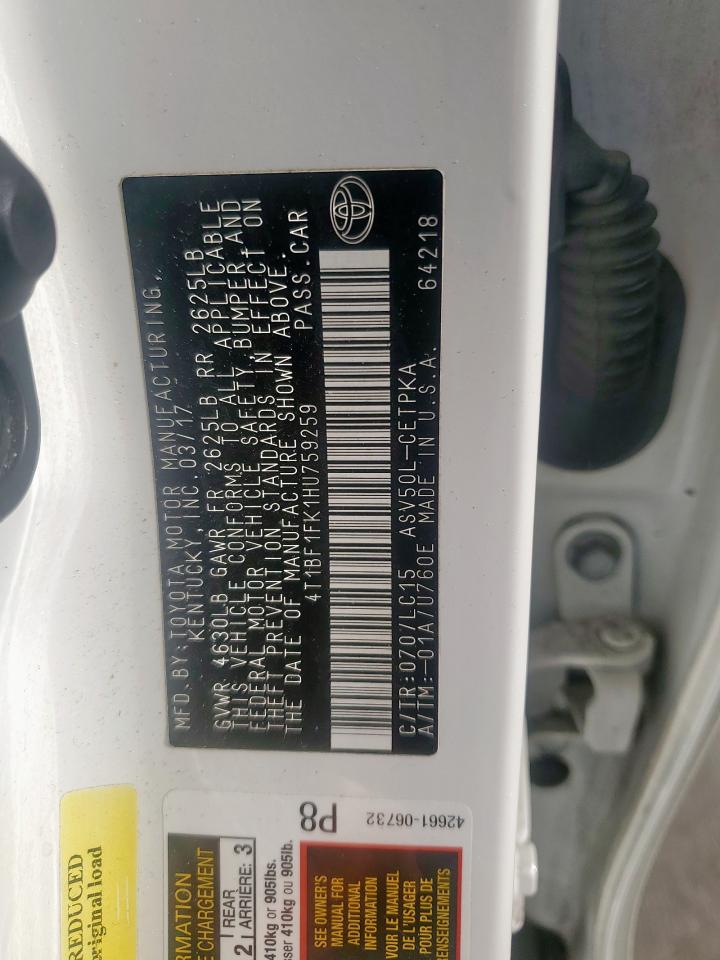 MFD.BY:TOYOTA MOTOR MANUFACTURING,
KENTUCKY, INC.03/17
GVWR 4630LB GAWR FR 2625LB RR 2625LB
THIS VEHICLE CONFORMS TO ALL APPLICABLE
FEDERAL MOTOR VEHICLE SAFETY,BUMPER,AND
THEFT PREVENTION STANDARDS IN EFFECT ON
THE DATE OF MANUFACTURE SHOWN ABOVE.
4T1BF1FK1HU759259 PASS.CAR
C/TR:070/LC15 ASV50L-CETPKA
A/TM:-01A/U760E MADE IN U.S.A. 64218
REDUCED
original load
RMATION
E CHARGEMENT
2 REAR
ARRIÈRE: 3
410kg or 905lbs.
sser 410kg ou 905lb.
P8
SEE OWNER'S
MANUAL FOR
ADDITIONAL
INFORMATION
VOIR LE MANUEL
POUR PLUS DE
RENSEIGNEMENTS
42661-06732